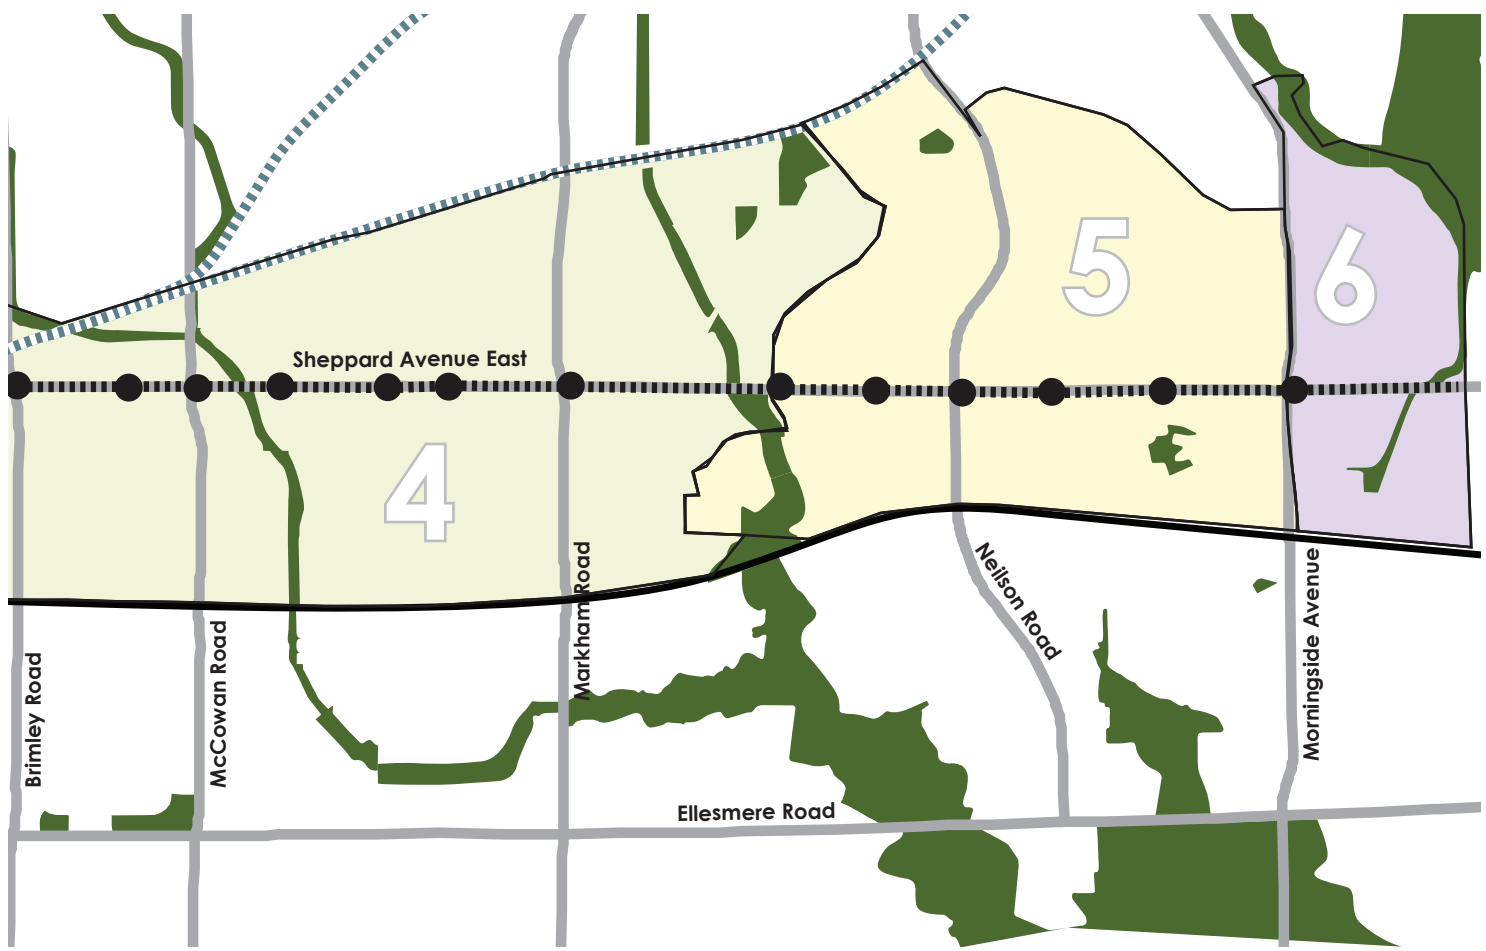 5
6
Sheppard Avenue East
4
Markham Road
Neilson Road
Morningside Avenue
McCowan Road
Brimley Road
Ellesmere Road